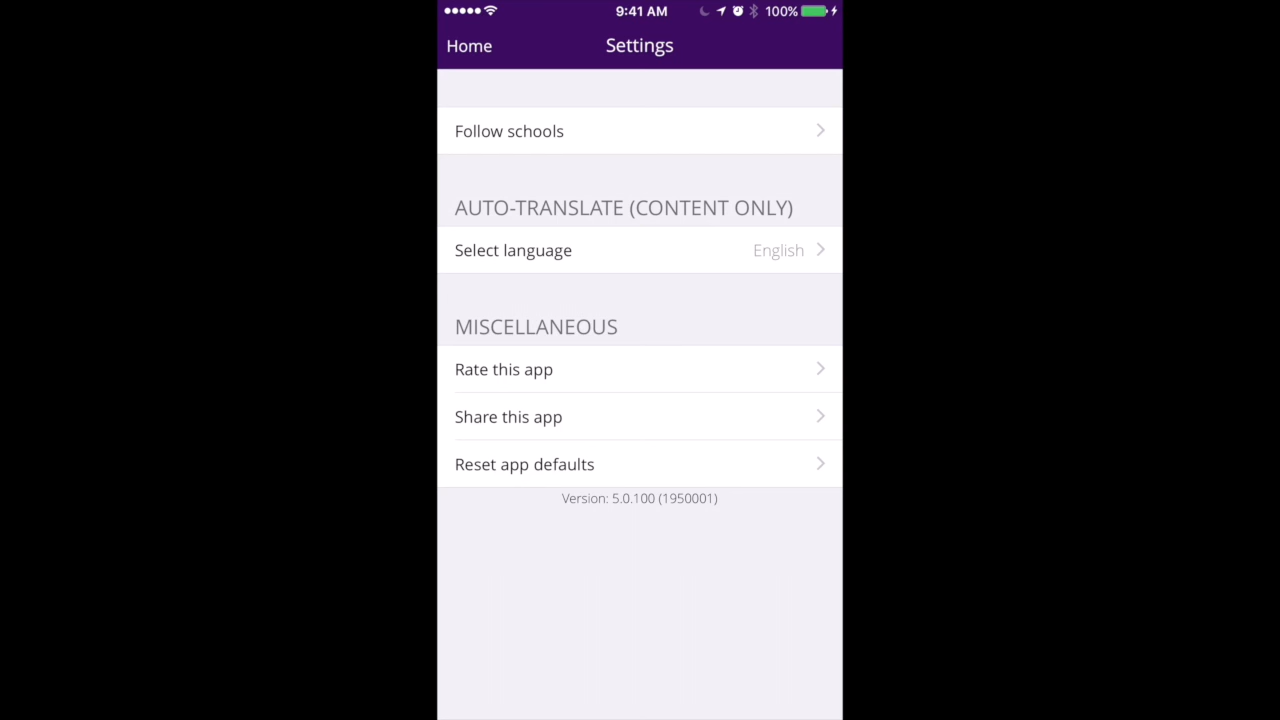 9:41 AM 100%
Home Settings
Follow schools
AUTO-TRANSLATE (CONTENT ONLY)
Select language English
MISCELLANEOUS
Rate this app
Share this app
Reset app defaults
Version: 5.0.100 (1950001)